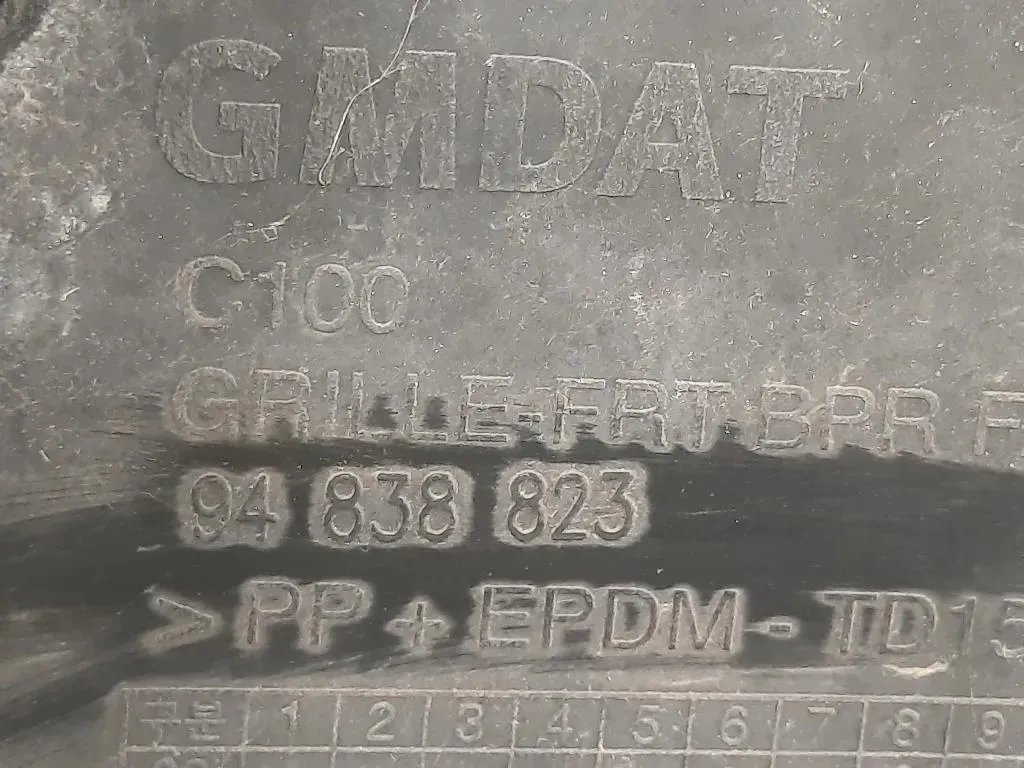 GMDAT
C100
GRILLE-FRT BPR F
94 838 823
>PP + EPDM - TD15
구분 1 2 3 4 5 6 7 8 9